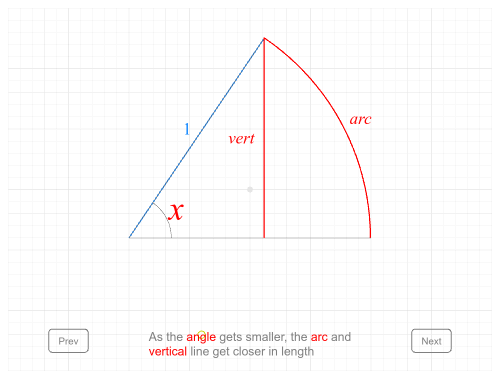 1
vert
arc
x
Prev
As the angle gets smaller, the arc and
vertical line get closer in length
Next